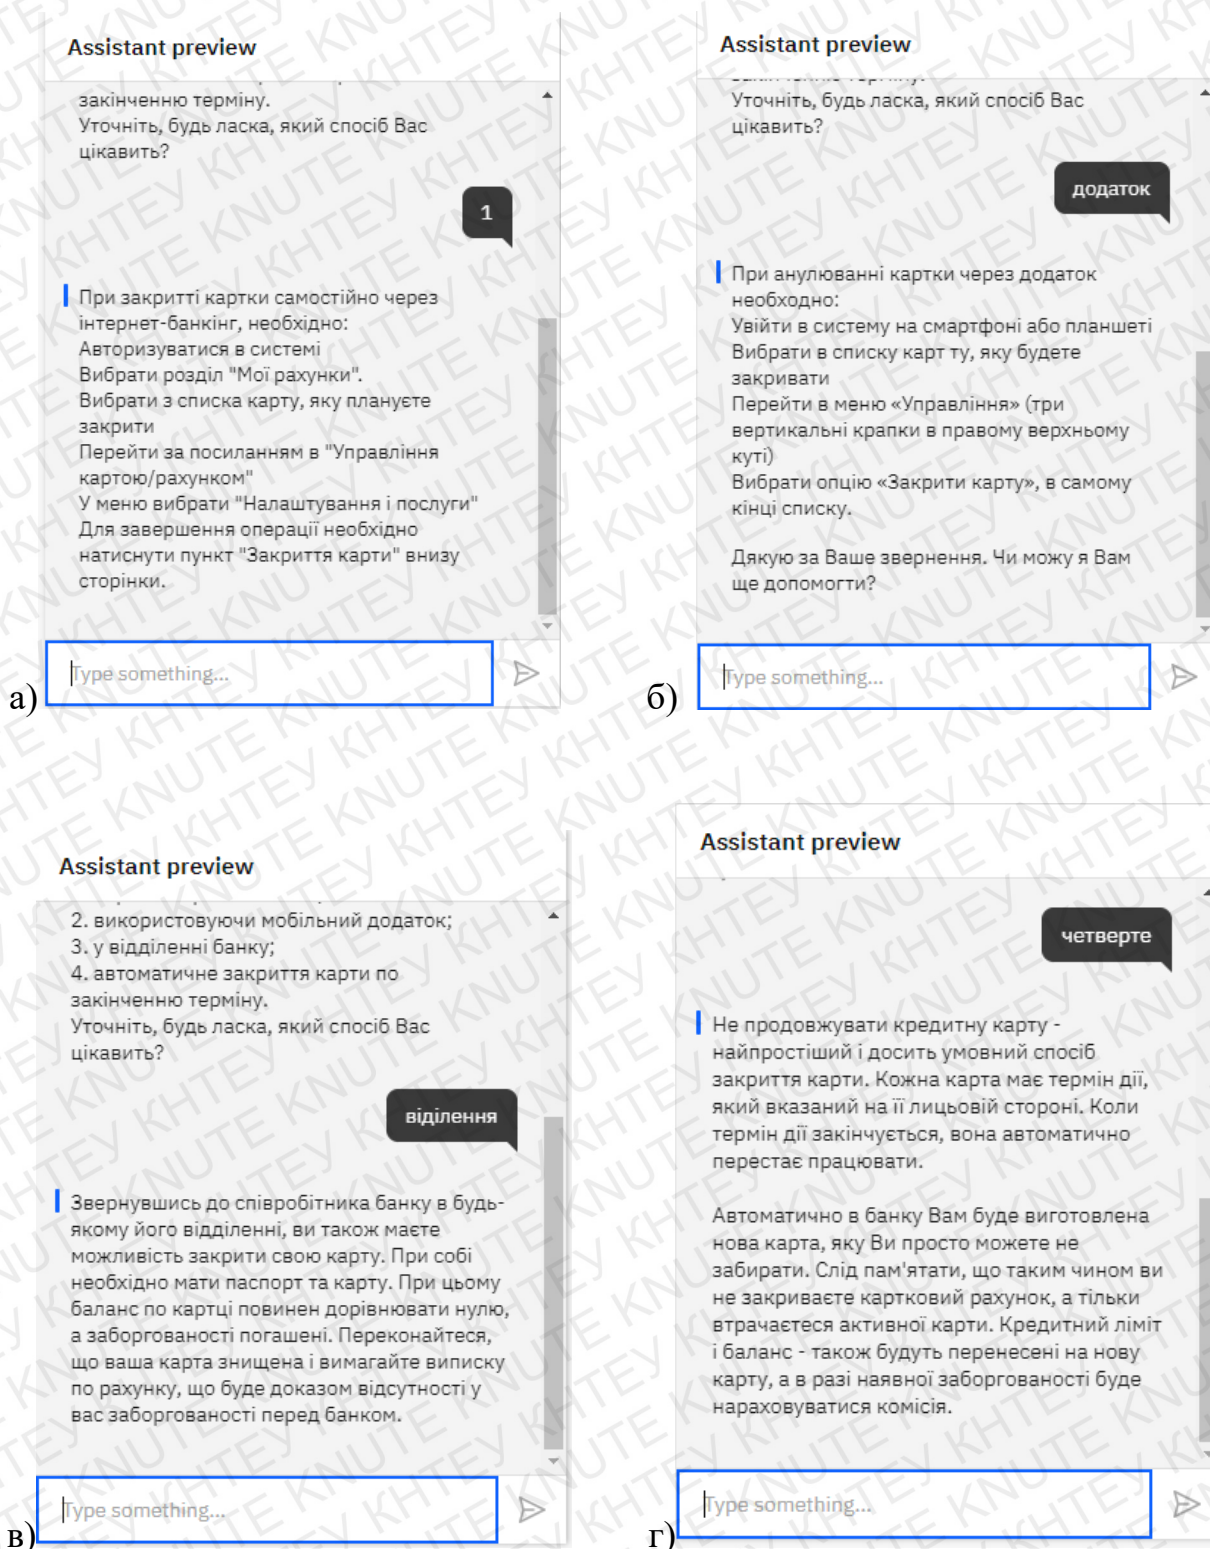 Assistant preview
закінченню терміну.
Уточніть, будь ласка, який спосіб Вас
цікавить?
1
При закритті картки самостійно через
інтернет-банкінг, необхідно:
Авторизуватися в системі
Вибрати розділ "Мої рахунки".
Вибрати з списка карту, яку плануєте
закрити
Перейти за посиланням в "Управління
картою/рахунком"
У меню вибрати "Налаштування і послуги"
Для завершення операції необхідно
натиснути пункт "Закриття карти" внизу
сторінки.
Type something...
а)
Assistant preview
Уточніть, будь ласка, який спосіб Вас
цікавить?
додаток
При анулюванні картки через додаток
необходно:
Увійти в систему на смартфоні або планшеті
Вибрати в списку карт ту, яку будете
закривати
Перейти в меню «Управління» (три
вертикальні крапки в правому верхньому
куті)
Вибрати опцію «Закрити карту», в самому
кінці списку.
Дякую за Ваше звернення. Чи можу я Вам
ще допомогти?
Type something...
б)
Assistant preview
2. використовуючи мобільний додаток;
3. у відділенні банку;
4. автоматичне закриття карти по
закінченню терміну.
Уточніть, будь ласка, який спосіб Вас
цікавить?
віділення
Звернувшись до співробітника банку в будь-
якому його відділенні, ви також маєте
можливість закрити свою карту. При собі
необхідно мати паспорт та карту. При цьому
баланс по картці повинен дорівнювати нулю,
а заборгованості погашені. Переконайтеся,
що ваша карта знищена і вимагайте виписку
по рахунку, що буде доказом відсутності у
вас заборгованості перед банком.
Type something...
в)
Assistant preview
четверте
Не продовжувати кредитну карту -
найпростіший і досить умовний спосіб
закриття карти. Кожна карта має термін дії,
який вказаний на її лицьовій стороні. Коли
термін дії закінчується, вона автоматично
перестає працювати.
Автоматично в банку Вам буде виготовлена
нова карта, яку Ви просто можете не
забирати. Слід пам'ятати, що таким чином ви
не закриваєте картковий рахунок, а тільки
втрачаєтеся активної карти. Кредитний ліміт
і баланс - також будуть перенесені на нову
карту, а в разі наявної заборгованості буде
нараховуватися комісія.
Type something...
г)